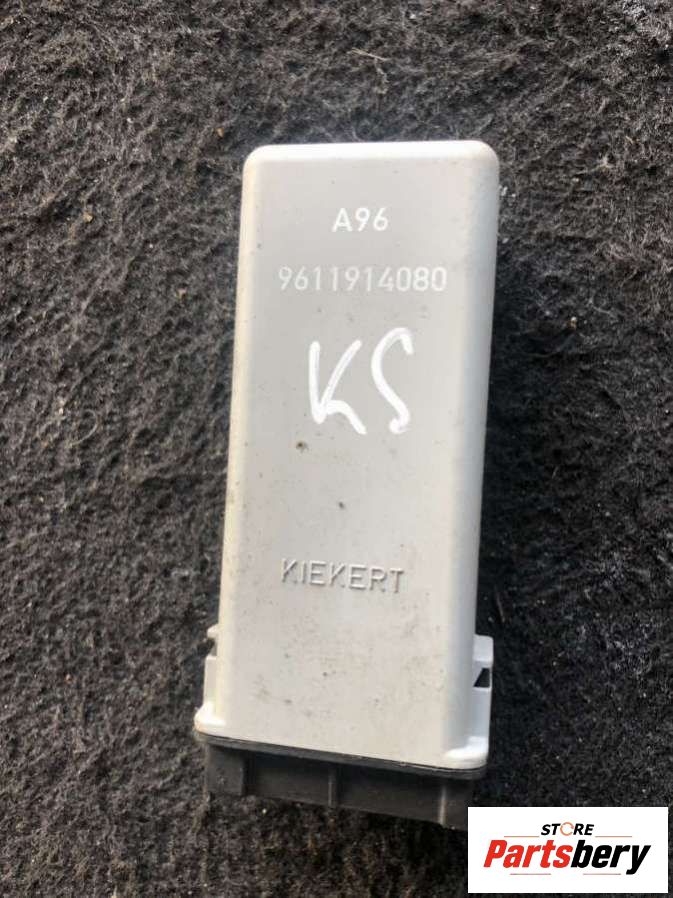 A96
9611914080
KS
KIEKERT
STORE
Partsbery